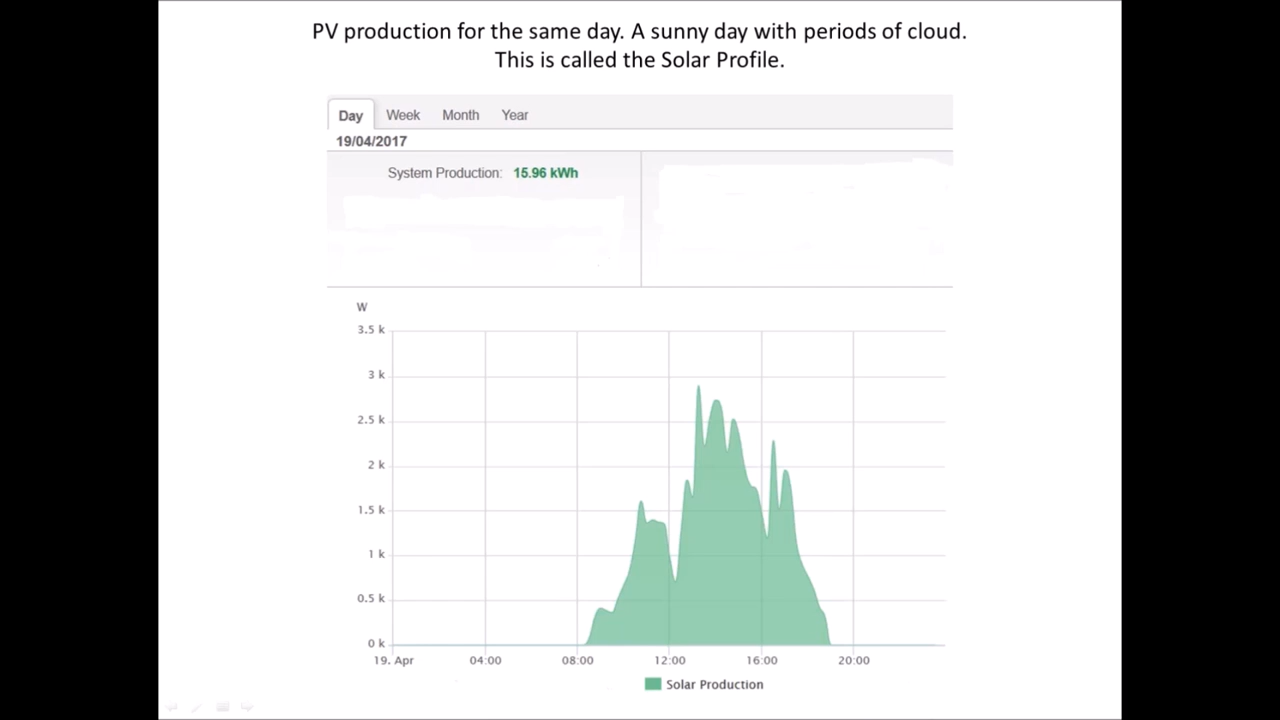 PV production for the same day. A sunny day with periods of cloud.
This is called the Solar Profile.
Day Week Month Year
19/04/2017
System Production: 15.96 kWh
W
3.5 k
3 k
2.5 k
2 k
1.5 k
1 k
0.5 k
0 k
19. Apr 04:00 08:00 12:00 16:00 20:00
Solar Production